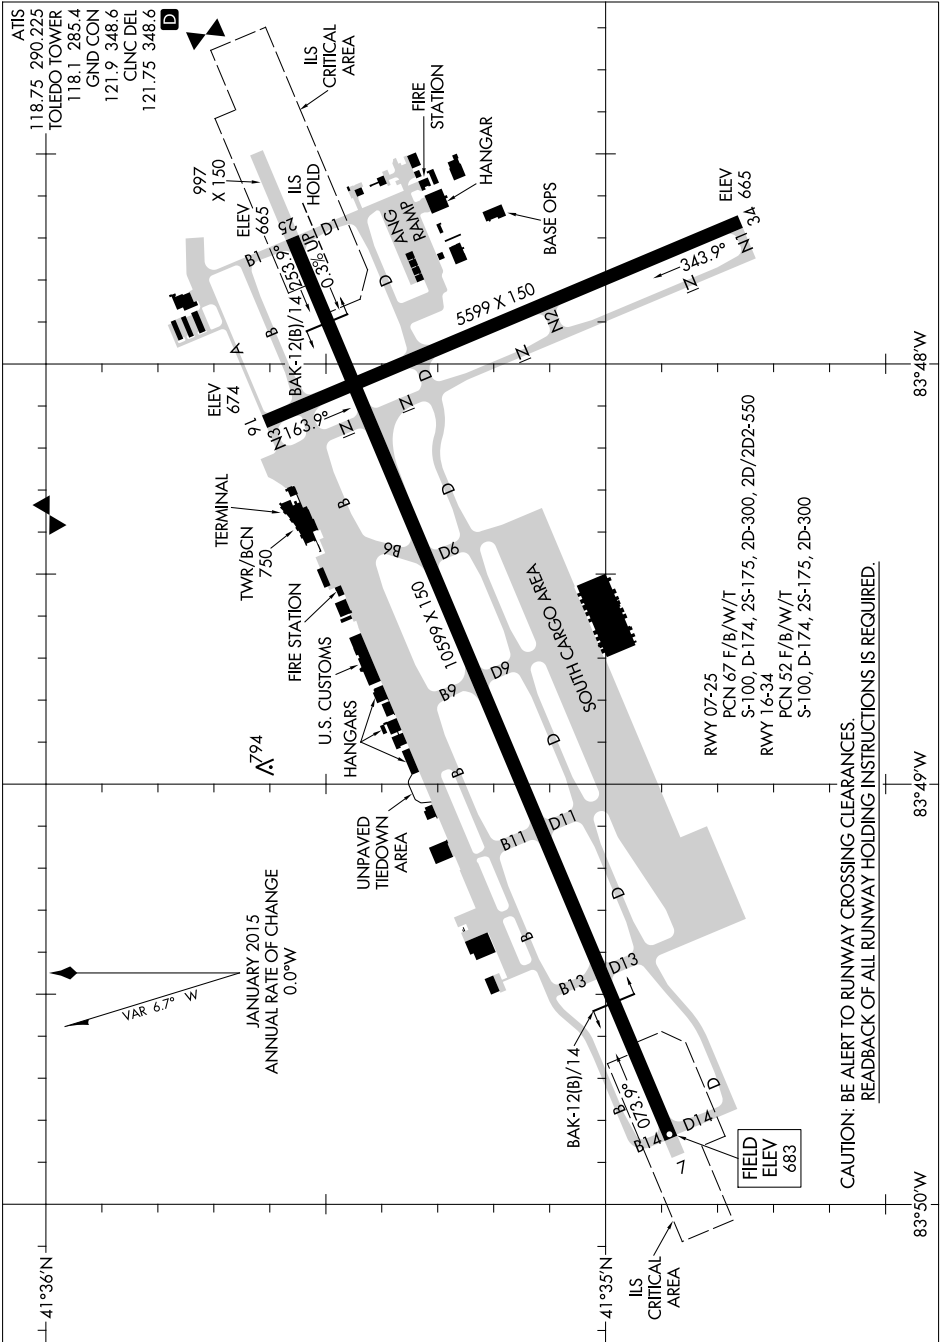 ATIS
118.75 290.225
TOLEDO TOWER
118.1 285.4
GND CON
121.9 348.6
CLNC DEL
121.75 348.6
D
ILS
CRITICAL
AREA
997
X 150
ELEV
665
25
ILS
HOLD
FIRE
STATION
HANGAR
BASE OPS
ANG
RAMP
B1
D1
253.9°
0.3% UP
BAK-12(B)/14
A
B
D
ELEV
665
34
N1
N
343.9°
5599 X 150
N2
N
N
N
D
ELEV
674
16
N3
163.9°
83°48'W
TERMINAL
TWR/BCN
750
FIRE STATION
U.S. CUSTOMS
HANGARS
794
UNPAVED
TIEDOWN
AREA
B
B6
D6
D
10599 X 150
B9
D9
SOUTH CARGO AREA
B
D
B11
D11
D
B
B13
D13
RWY 07-25
PCN 67 F/B/W/T
S-100, D-174, 2S-175, 2D-300, 2D/2D2-550
RWY 16-34
PCN 52 F/B/W/T
S-100, D-174, 2S-175, 2D-300
83°49'W
JANUARY 2015
ANNUAL RATE OF CHANGE
0.0°W
VAR 6.7° W
BAK-12(B)/14
073.9°
B
D
B14
D14
7
FIELD
ELEV
683
ILS
CRITICAL
AREA
CAUTION: BE ALERT TO RUNWAY CROSSING CLEARANCES.
READBACK OF ALL RUNWAY HOLDING INSTRUCTIONS IS REQUIRED.
83°50'W
41°36'N
41°35'N